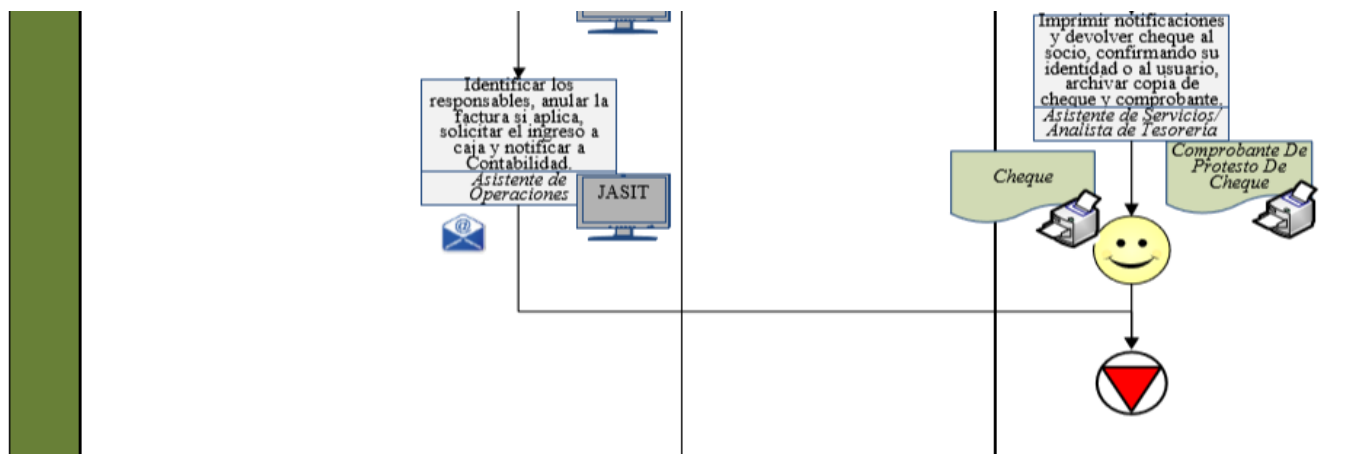 Identificar los
responsables, anular la
factura si aplica,
solicitar el ingreso a
caja y notificar a
Contabilidad.
Asistente de
Operaciones
JASIT
@
Imprimir notificaciones
y devolver cheque al
socio, confirmando su
identidad o al usuario,
archivar copia de
cheque y comprobante.
Asistente de Servicios/
Analista de Tesorería
Cheque
Comprobante De
Protesto De
Cheque